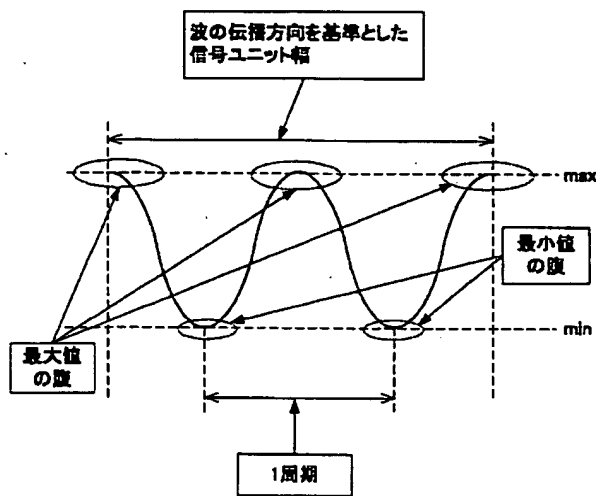 波の伝播方向を基準とした
信号ユニット幅
max
最小値
の腹
min
最大値
の腹
1周期